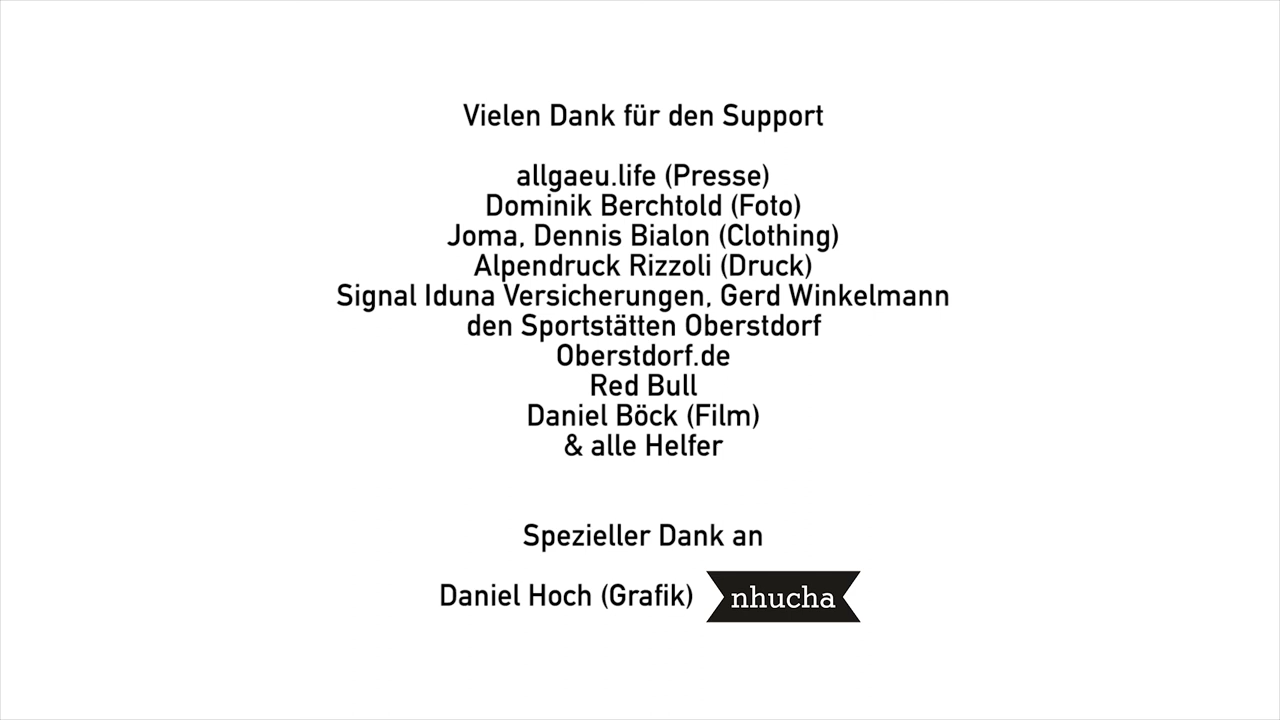 Vielen Dank für den Support
allgaeu.life (Presse)
Dominik Berchtold (Foto)
Joma, Dennis Bialon (Clothing)
Alpendruck Rizzoli (Druck)
Signal Iduna Versicherungen, Gerd Winkelmann
den Sportstätten Oberstdorf
Oberstdorf.de
Red Bull
Daniel Böck (Film)
& alle Helfer
Spezieller Dank an
Daniel Hoch (Grafik) nhucha